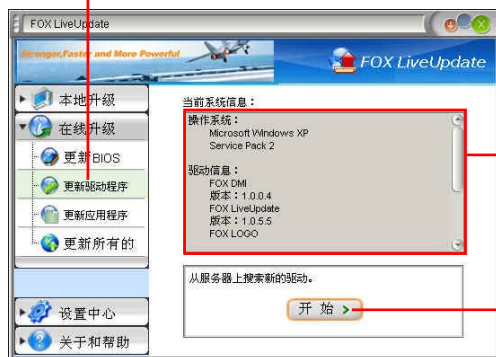 FOX LiveUpdate
Stronger,Faster and More Powerful
FOX LiveUpdate
本地升级
在线升级
更新BIOS
更新驱动程序
更新应用程序
更新所有的
设置中心
关于和帮助
当前系统信息：
操作系统：
Microsoft Windows XP
Service Pack 2
驱动信息：
FOX DMI
版本：1.0.0.4
FOX LiveUpdate
版本：1.0.5.5
FOX LOGO
从服务器上搜索新的驱动。
开 始